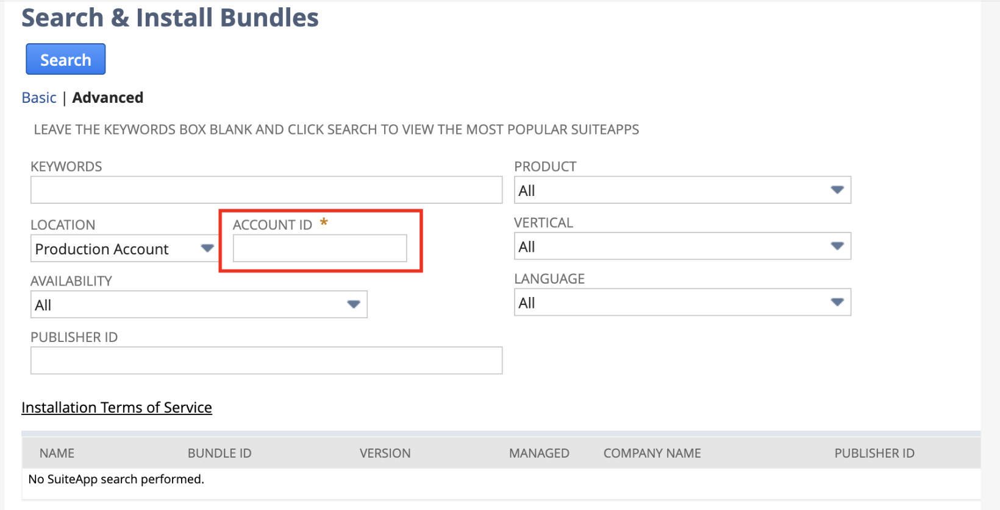 Search & Install Bundles
Search
Basic | Advanced
LEAVE THE KEYWORDS BOX BLANK AND CLICK SEARCH TO VIEW THE MOST POPULAR SUITEAPPS
KEYWORDS
PRODUCT
All
LOCATION
ACCOUNT ID *
VERTICAL
Production Account
All
AVAILABILITY
LANGUAGE
All
All
PUBLISHER ID
Installation Terms of Service
NAME BUNDLE ID VERSION MANAGED COMPANY NAME PUBLISHER ID
No SuiteApp search performed.